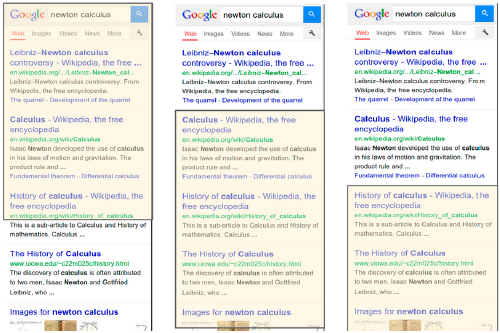 Google newton calculus
Web Images Videos News More
Leibniz–Newton calculus
controversy - Wikipedia, the free ...
en.wikipedia.org/.../Leibniz–Newton_cal...
Leibniz–Newton calculus controversy. From
Wikipedia, the free encyclopedia.
The quarrel - Development of the quarrel
Calculus - Wikipedia, the free
encyclopedia
en.wikipedia.org/wiki/Calculus
Isaac Newton developed the use of calculus
in his laws of motion and gravitation. The
product rule and ...
Fundamental theorem - Differential calculus
History of calculus - Wikipedia, the
free encyclopedia
en.wikipedia.org/wiki/History_of_calculus
This is a sub-article to Calculus and History of
mathematics. Calculus ...
The History of Calculus
www.uiowa.edu/~c22m025c/history.html
The discovery of calculus is often attributed
to two men, Isaac Newton and Gottfried
Leibniz, who ...
Images for newton calculus
Google newton calculus
Web Images Videos News More
Leibniz–Newton calculus
controversy - Wikipedia, the free ...
en.wikipedia.org/.../Leibniz–Newton_cal...
Leibniz–Newton calculus controversy. From
Wikipedia, the free encyclopedia.
The quarrel - Development of the quarrel
Calculus - Wikipedia, the free
encyclopedia
en.wikipedia.org/wiki/Calculus
Isaac Newton developed the use of calculus
in his laws of motion and gravitation. The
product rule and ...
Fundamental theorem - Differential calculus
History of calculus - Wikipedia, the
free encyclopedia
en.wikipedia.org/wiki/History_of_calculus
This is a sub-article to Calculus and History of
mathematics. Calculus ...
The History of Calculus
www.uiowa.edu/~c22m025c/history.html
The discovery of calculus is often attributed
to two men, Isaac Newton and Gottfried
Leibniz, who ...
Images for newton calculus
Google newton calculus
Web Images Videos News More
Leibniz–Newton calculus
controversy - Wikipedia, the free ...
en.wikipedia.org/.../Leibniz–Newton_cal...
Leibniz–Newton calculus controversy. From
Wikipedia, the free encyclopedia.
The quarrel - Development of the quarrel
Calculus - Wikipedia, the free
encyclopedia
en.wikipedia.org/wiki/Calculus
Isaac Newton developed the use of calculus
in his laws of motion and gravitation. The
product rule and ...
Fundamental theorem - Differential calculus
History of calculus - Wikipedia, the
free encyclopedia
en.wikipedia.org/wiki/History_of_calculus
This is a sub-article to Calculus and History of
mathematics. Calculus ...
The History of Calculus
www.uiowa.edu/~c22m025c/history.html
The discovery of calculus is often attributed
to two men, Isaac Newton and Gottfried
Leibniz, who ...
Images for newton calculus